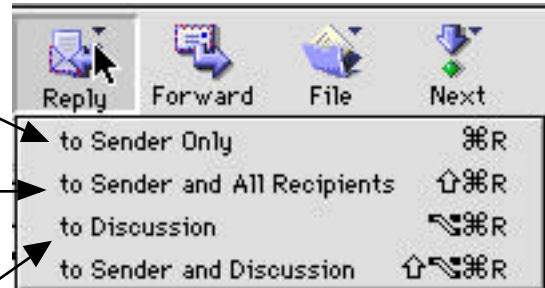 Reply Forward File Next
to Sender Only ⌘R
to Sender and All Recipients ⇧⌘R
to Discussion ⌥⌘R
to Sender and Discussion ⇧⌥⌘R